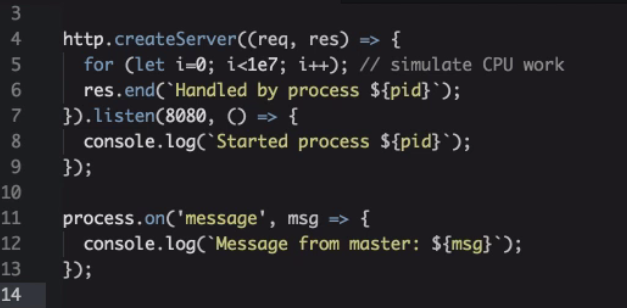 3
4 http.createServer((req, res) => {
5 for (let i=0; i<1e7; i++); // simulate CPU work
6 res.end(`Handled by process ${pid}`);
7 }).listen(8080, () => {
8 console.log(`Started process ${pid}`);
9 });
10
11 process.on('message', msg => {
12 console.log(`Message from master: ${msg}`);
13 });
14